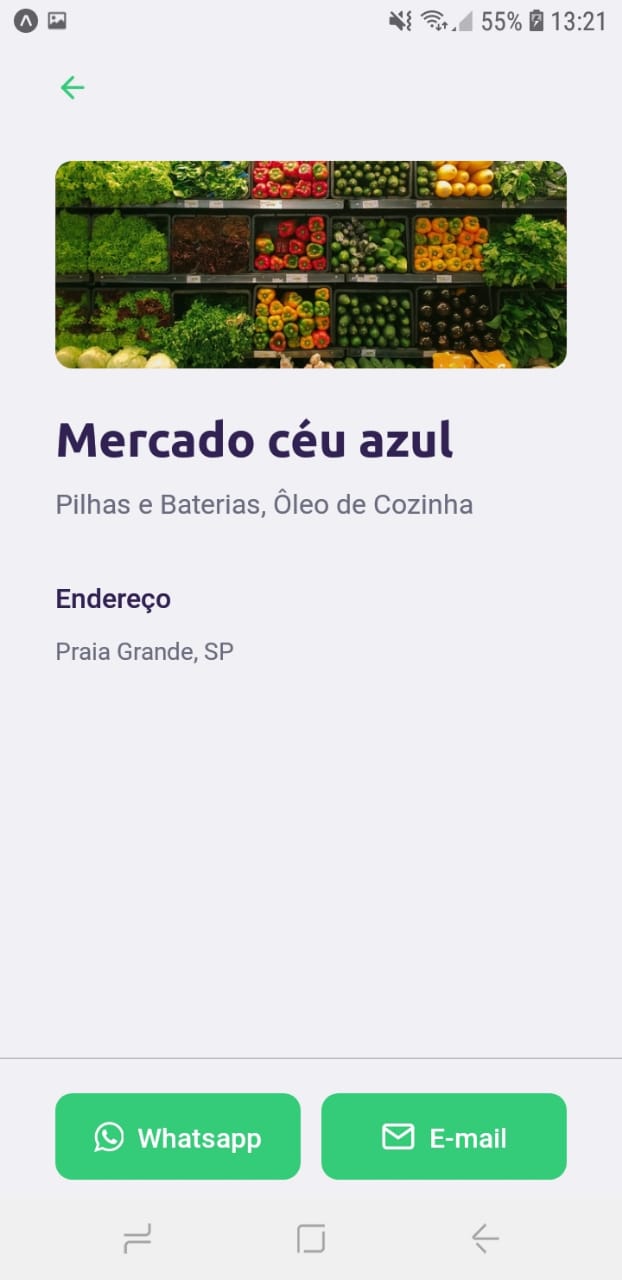 55% 13:21
Mercado céu azul
Pilhas e Baterias, Ôleo de Cozinha
Endereço
Praia Grande, SP
Whatsapp
E-mail